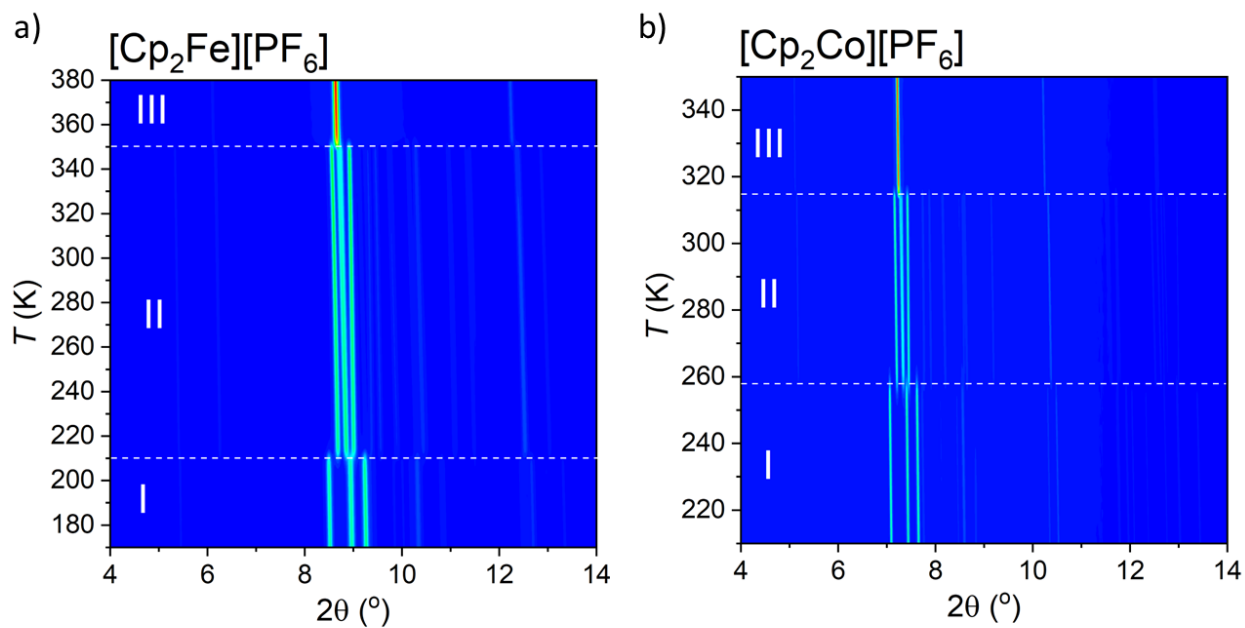 a)
[Cp₂Fe][PF₆]
380
360
340
320
300
280
260
240
220
200
180
T (K)
III
II
I
4 6 8 10 12 14
2θ (°)
b)
[Cp₂Co][PF₆]
340
320
300
280
260
240
220
T (K)
III
II
I
4 6 8 10 12 14
2θ (°)